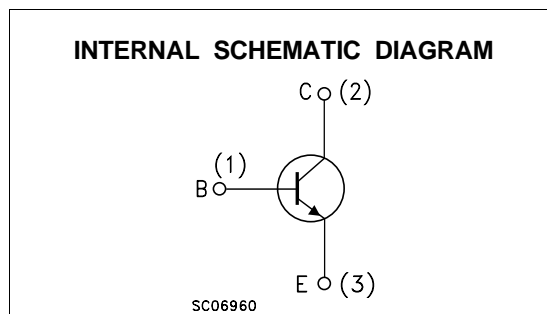 INTERNAL SCHEMATIC DIAGRAM
C (2)
(1)
B
E (3)
SC06960